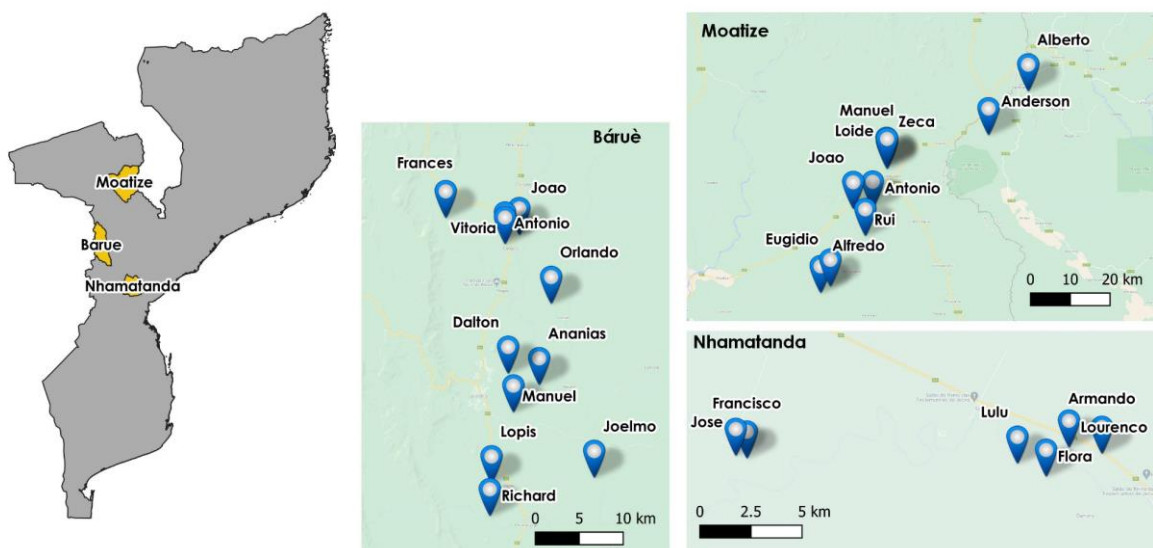 Moatize
Barue
Nhamatanda
Báruè
Frances
Joao
Vitoria
Antonio
Orlando
Dalton
Ananias
Manuel
Lopis
Joelmo
Richard
0 5 10 km
Moatize
Alberto
Anderson
Manuel
Loide
Zeca
Joao
Antonio
Rui
Eugidio
Alfredo
0 10 20 km
Nhamatanda
Francisco
Jose
Lulu
Armando
Lourenco
Flora
0 2.5 5 km